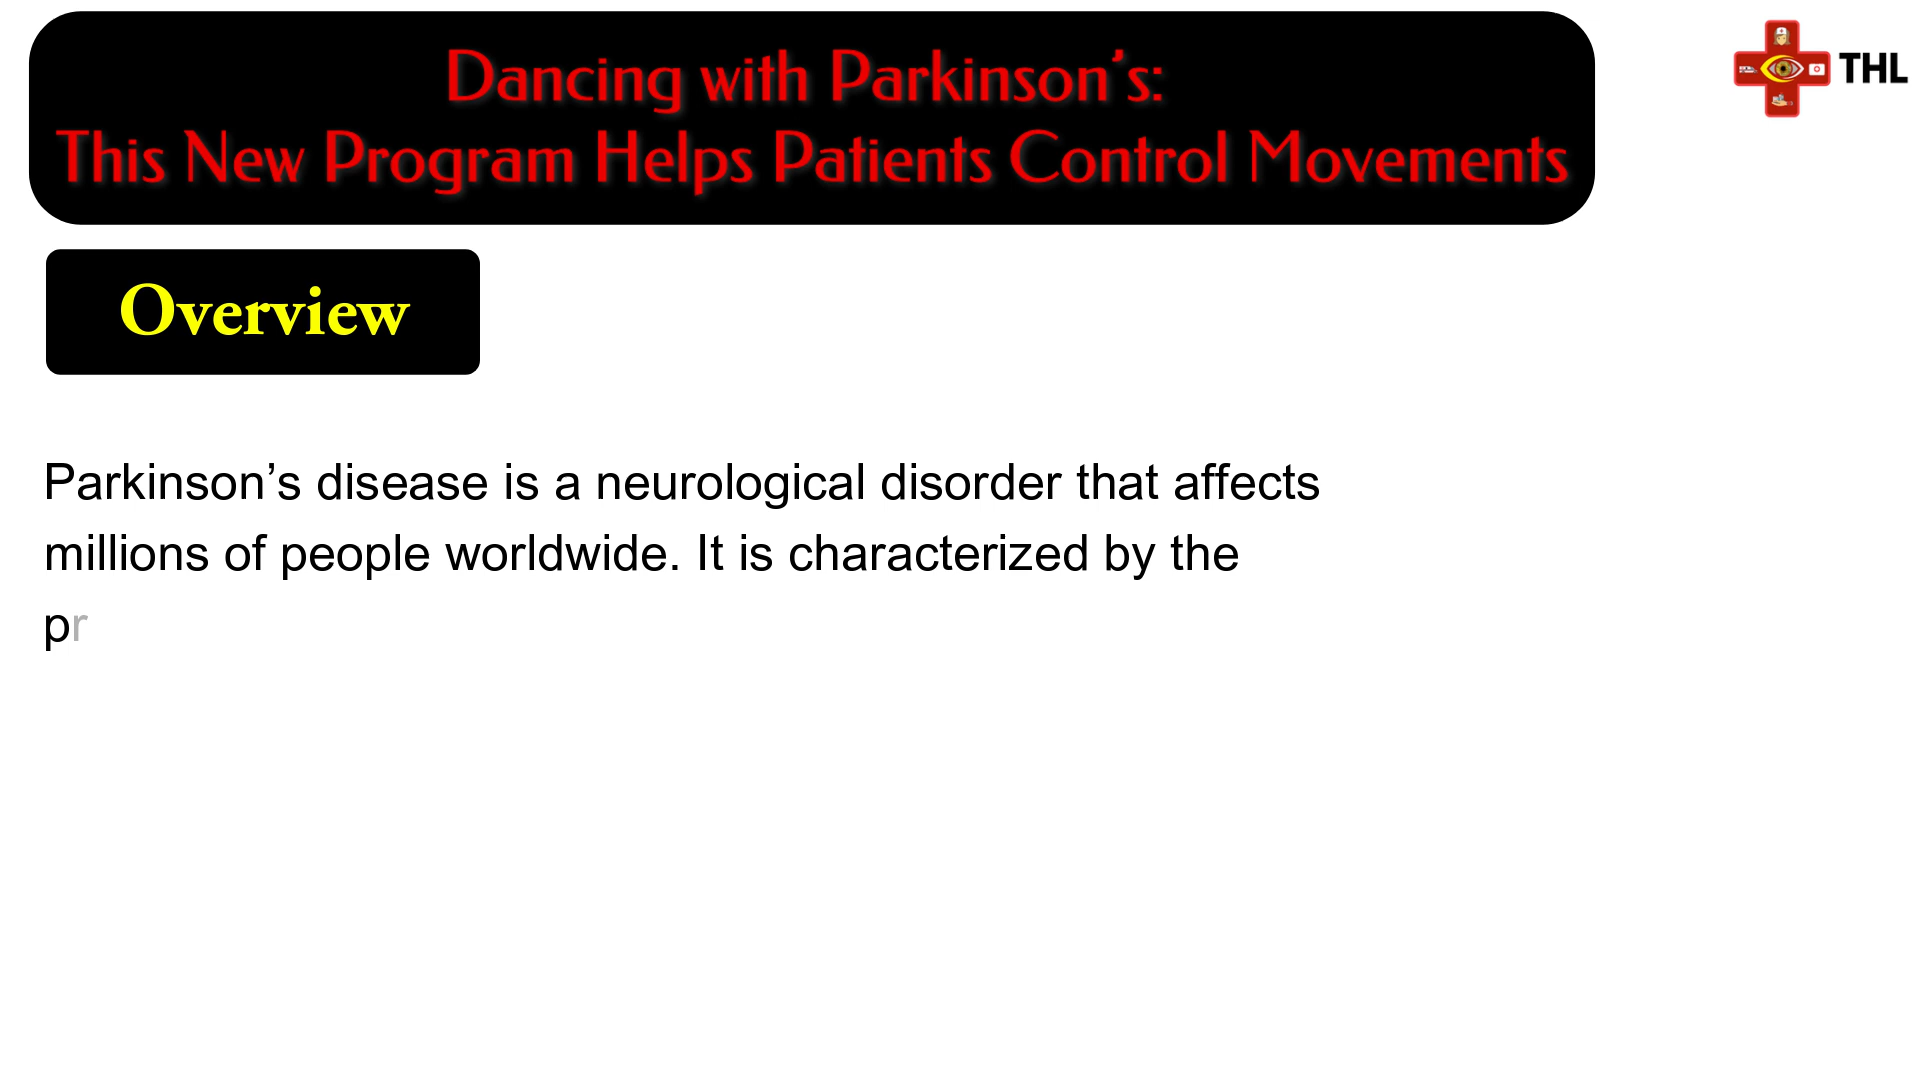 Dancing with Parkinson’s:
This New Program Helps Patients Control Movements
THL
Overview
Parkinson’s disease is a neurological disorder that affects
millions of people worldwide. It is characterized by the
pr